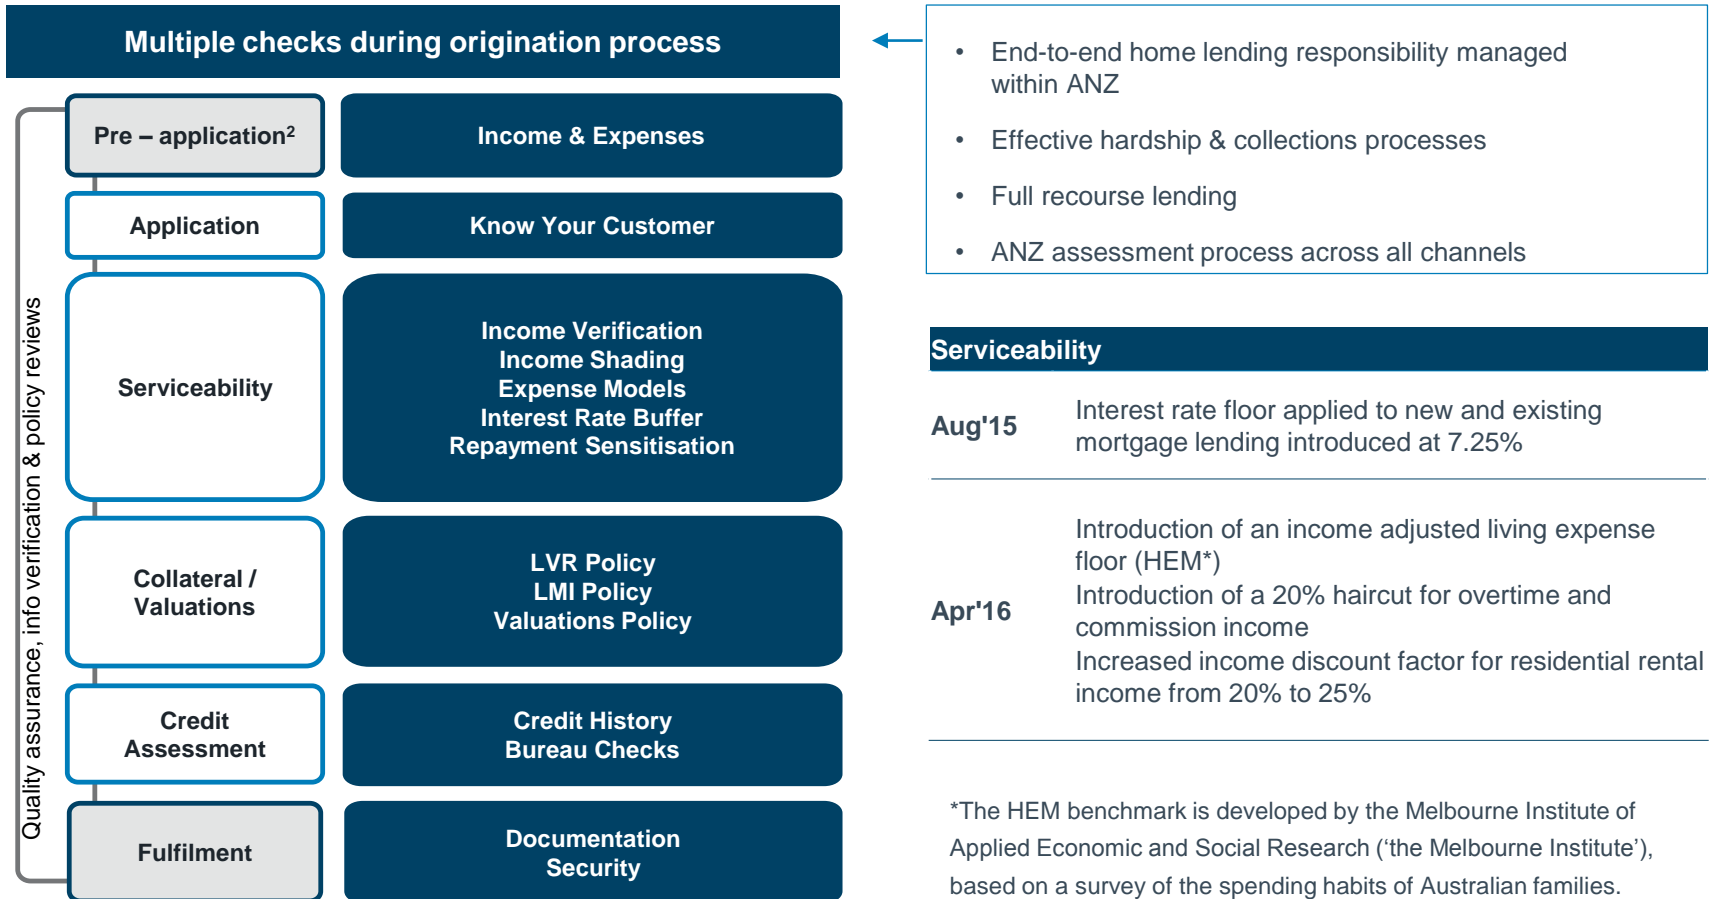 Multiple checks during origination process
Quality assurance, info verification & policy reviews
Pre – application²
Income & Expenses
Application
Know Your Customer
Serviceability
Income Verification
Income Shading
Expense Models
Interest Rate Buffer
Repayment Sensitisation
Collateral /
Valuations
LVR Policy
LMI Policy
Valuations Policy
Credit
Assessment
Credit History
Bureau Checks
Fulfilment
Documentation
Security
• End-to-end home lending responsibility managed
within ANZ
• Effective hardship & collections processes
• Full recourse lending
• ANZ assessment process across all channels
Serviceability
Aug'15
Interest rate floor applied to new and existing
mortgage lending introduced at 7.25%
Apr'16
Introduction of an income adjusted living expense
floor (HEM*)
Introduction of a 20% haircut for overtime and
commission income
Increased income discount factor for residential rental
income from 20% to 25%
*The HEM benchmark is developed by the Melbourne Institute of
Applied Economic and Social Research (‘the Melbourne Institute’),
based on a survey of the spending habits of Australian families.